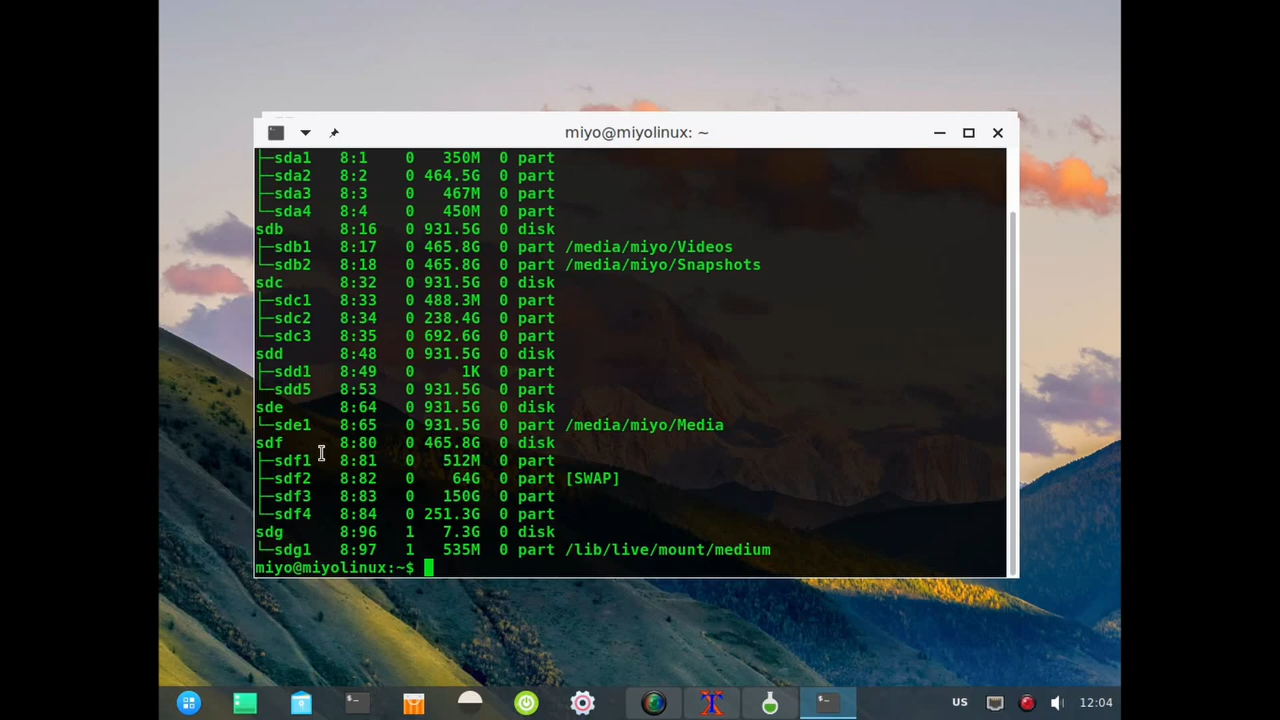 miyo@miyolinux: ~
├─sda1 8:1 0 350M 0 part
├─sda2 8:2 0 464.5G 0 part
├─sda3 8:3 0 467M 0 part
└─sda4 8:4 0 450M 0 part
sdb 8:16 0 931.5G 0 disk
├─sdb1 8:17 0 465.8G 0 part /media/miyo/Videos
└─sdb2 8:18 0 465.8G 0 part /media/miyo/Snapshots
sdc 8:32 0 931.5G 0 disk
├─sdc1 8:33 0 488.3M 0 part
├─sdc2 8:34 0 238.4G 0 part
└─sdc3 8:35 0 692.6G 0 part
sdd 8:48 0 931.5G 0 disk
├─sdd1 8:49 0 1K 0 part
└─sdd5 8:53 0 931.5G 0 part
sde 8:64 0 931.5G 0 disk
└─sde1 8:65 0 931.5G 0 part /media/miyo/Media
sdf 8:80 0 465.8G 0 disk
├─sdf1 8:81 0 512M 0 part
├─sdf2 8:82 0 64G 0 part [SWAP]
├─sdf3 8:83 0 150G 0 part
└─sdf4 8:84 0 251.3G 0 part
sdg 8:96 1 7.3G 0 disk
└─sdg1 8:97 1 535M 0 part /lib/live/mount/medium
miyo@miyolinux:~$
US 12:04